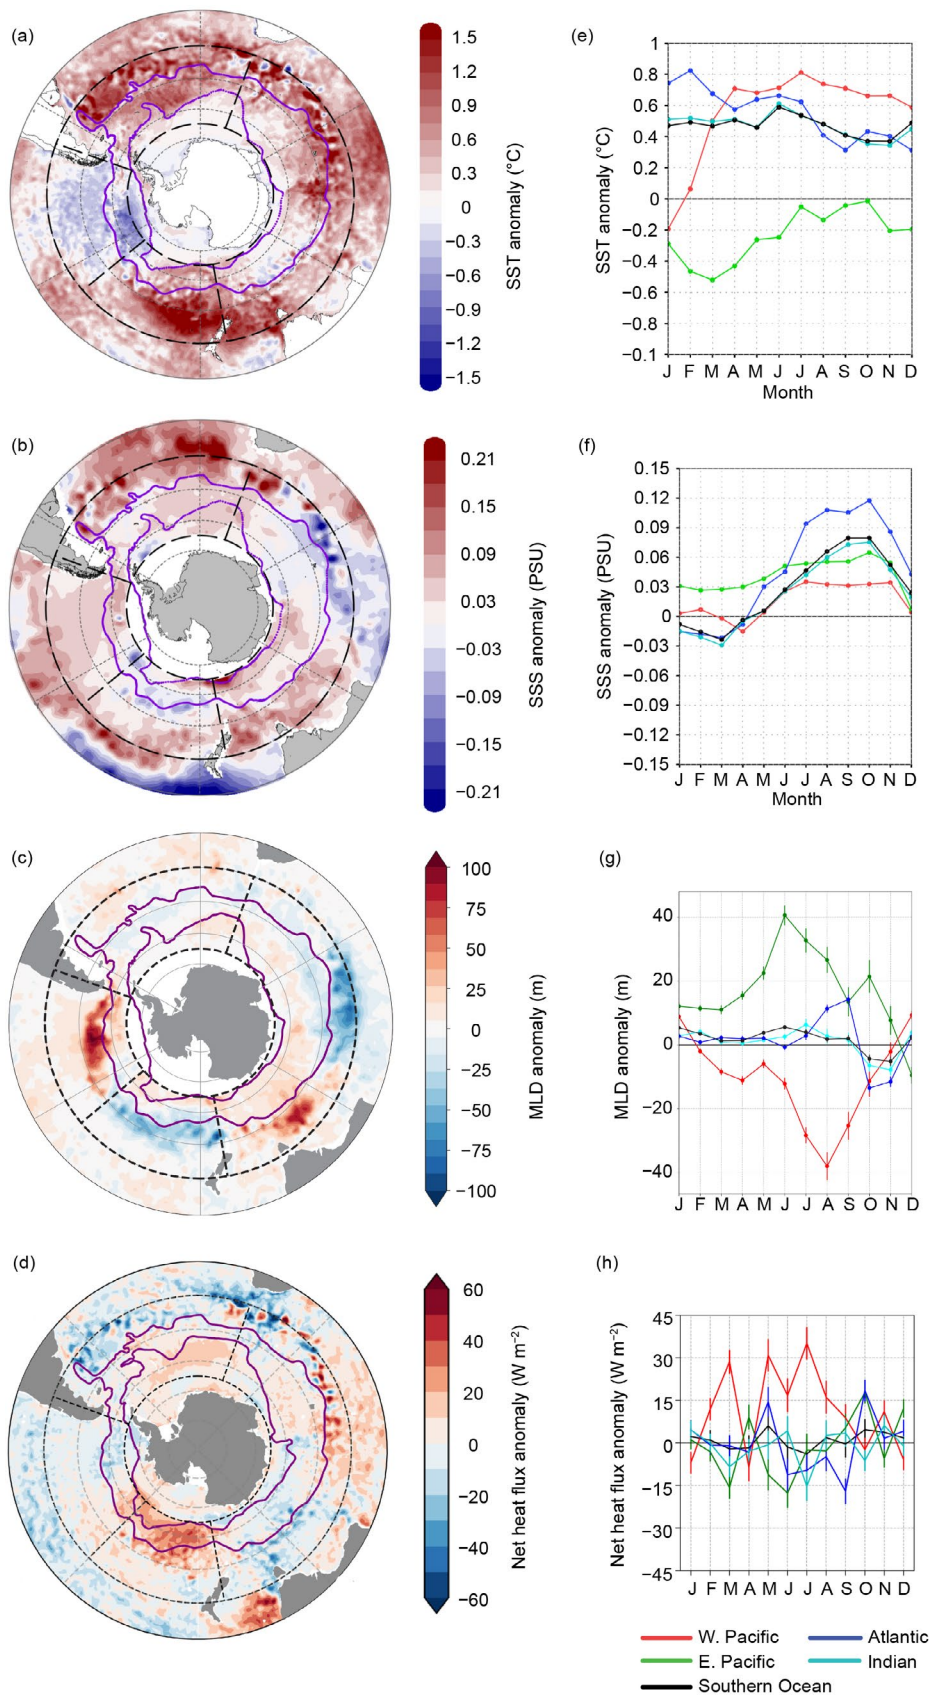 (a)
1.5
1.2
0.9
0.6
0.3
0
−0.3
−0.6
−0.9
−1.2
−1.5
SST anomaly (°C)
(e)
1
0.8
0.6
0.4
0.2
0
−0.2
−0.4
−0.6
−0.8
−0.1
SST anomaly (°C)
J F M A M J J A S O N D
Month
(b)
0.21
0.15
0.09
0.03
−0.03
−0.09
−0.15
−0.21
SSS anomaly (PSU)
(f)
0.15
0.12
0.09
0.06
0.03
0
−0.03
−0.06
−0.09
−0.12
−0.15
SSS anomaly (PSU)
J F M A M J J A S O N D
Month
(c)
100
75
50
25
0
−25
−50
−75
−100
MLD anomaly (m)
(g)
40
20
0
−20
−40
MLD anomaly (m)
J F M A M J J A S O N D
(d)
60
40
20
0
−20
−40
−60
Net heat flux anomaly (W m⁻²)
(h)
45
30
15
0
−15
−30
−45
Net heat flux anomaly (W m⁻²)
J F M A M J J A S O N D
W. Pacific
Atlantic
E. Pacific
Indian
Southern Ocean